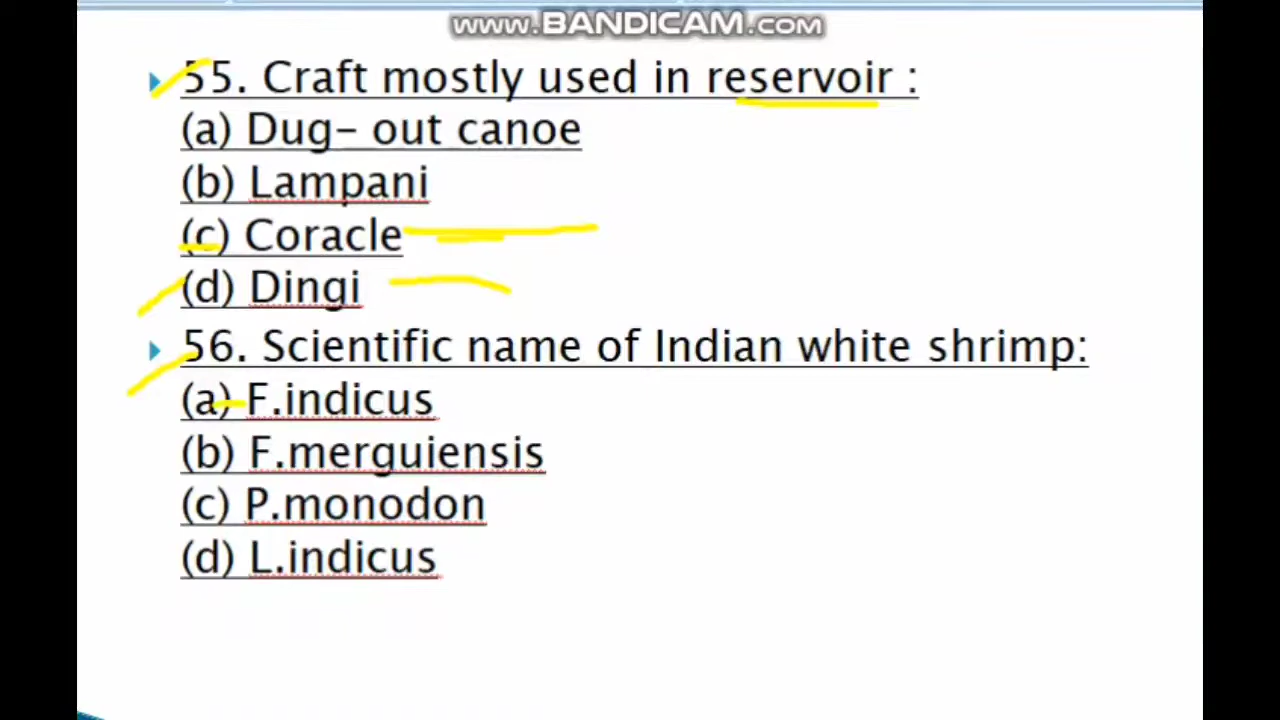 www.BANDICAM.com
55. Craft mostly used in reservoir :
(a) Dug- out canoe
(b) Lampani
(c) Coracle
(d) Dingi
56. Scientific name of Indian white shrimp:
(a) F.indicus
(b) F.merguiensis
(c) P.monodon
(d) L.indicus